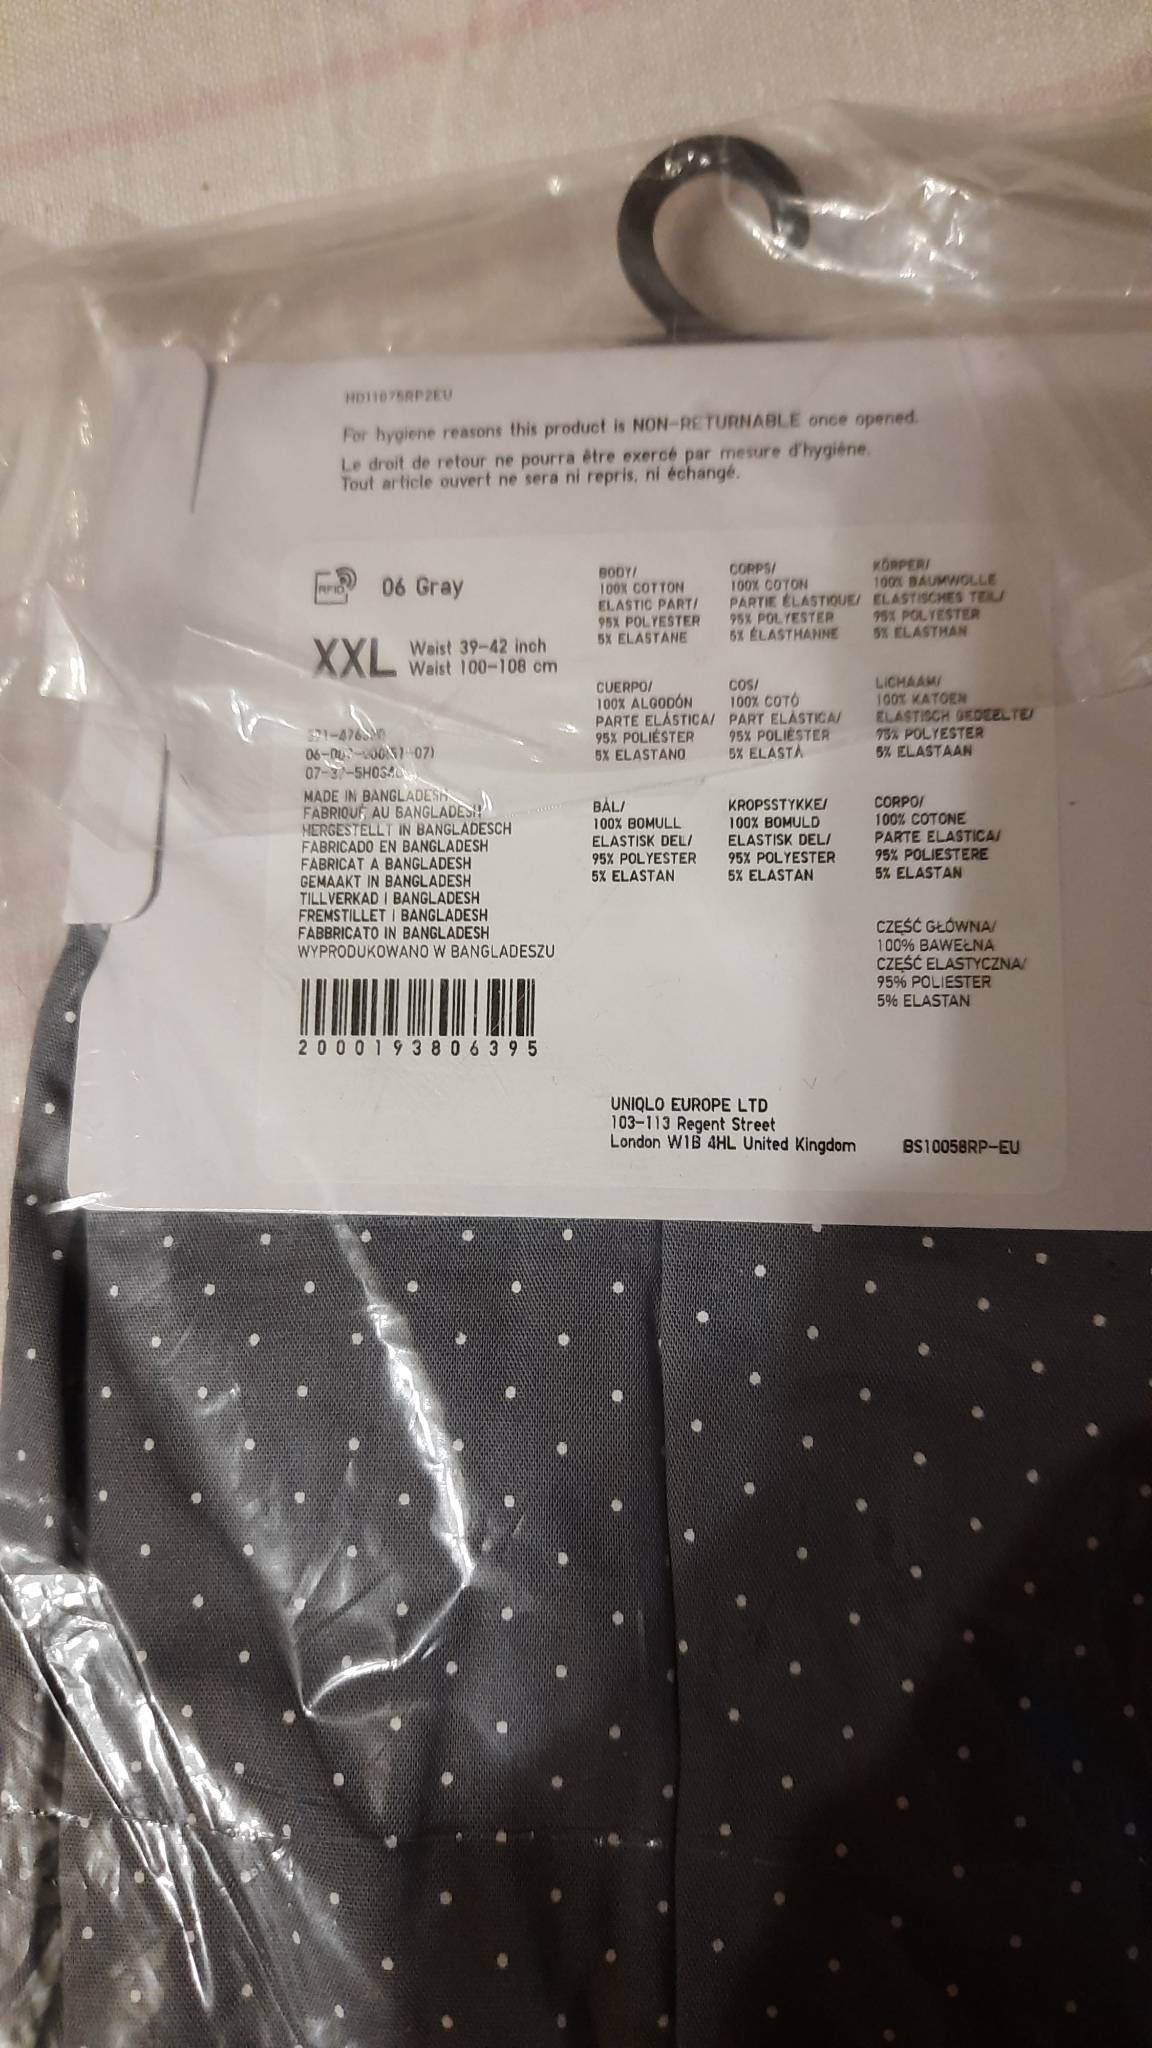 HD11075RP2EU
For hygiene reasons this product is NON-RETURNABLE once opened.
Le droit de retour ne pourra être exercé par mesure d'hygiène.
Tout article ouvert ne sera ni repris, ni échangé.
RFID
06 Gray
XXL
Waist 39-42 inch
Waist 100-108 cm
MADE IN BANGLADESH
FABRIQUÉ AU BANGLADESH
HERGESTELLT IN BANGLADESCH
FABRICADO EN BANGLADESH
FABRICAT A BANGLADESH
GEMAAKT IN BANGLADESH
TILLVERKAD I BANGLADESH
FREMSTILLET I BANGLADESH
FABBRICATO IN BANGLADESH
WYPRODUKOWANO W BANGLADESZU
2000193806395
BODY/
100% COTTON
ELASTIC PART/
95% POLYESTER
5% ELASTANE
CORPS/
100% COTON
PARTIE ÉLASTIQUE/
95% POLYESTER
5% ÉLASTHANNE
KÖRPER/
100% BAUMWOLLE
ELASTISCHES TEIL/
95% POLYESTER
5% ELASTHAN
CUERPO/
100% ALGODÓN
PARTE ELÁSTICA/
95% POLIÉSTER
5% ELASTANO
COS/
100% COTÓ
PART ELÀSTICA/
95% POLIÈSTER
5% ELASTÀ
LICHAAM/
100% KATOEN
ELASTISCH GEDEELTE/
95% POLYESTER
5% ELASTAAN
BÅL/
100% BOMULL
ELASTISK DEL/
95% POLYESTER
5% ELASTAN
KROPSSTYKKE/
100% BOMULD
ELASTISK DEL/
95% POLYESTER
5% ELASTAN
CORPO/
100% COTONE
PARTE ELASTICA/
95% POLIESTERE
5% ELASTAN
CZĘŚĆ GŁÓWNA/
100% BAWEŁNA
CZĘŚĆ ELASTYCZNA/
95% POLIESTER
5% ELASTAN
UNIQLO EUROPE LTD
103-113 Regent Street
London W1B 4HL United Kingdom
BS10058RP-EU